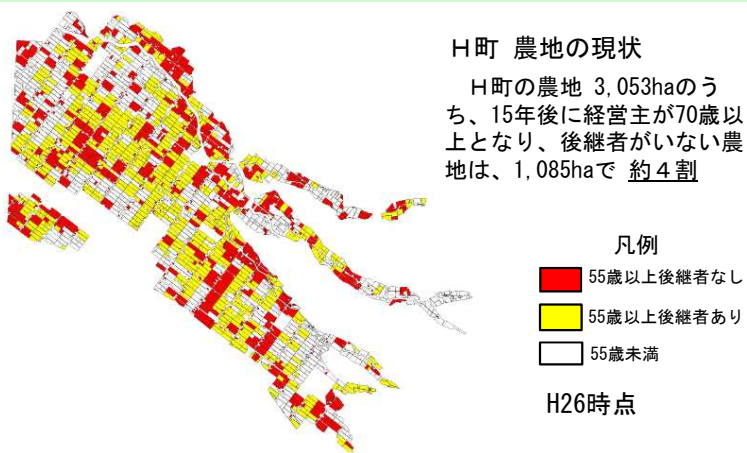 H町 農地の現状
H町の農地 3,053haのう
ち、15年後に経営主が70歳以
上となり、後継者がいない農
地は、1,085haで 約４割
凡例
55歳以上後継者なし
55歳以上後継者あり
55歳未満
H26時点